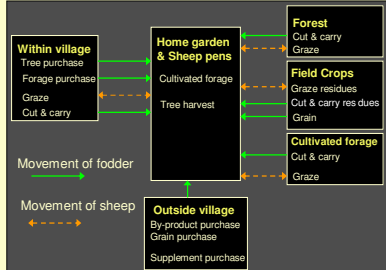 Within village
Tree purchase
Forage purchase
Graze
Cut & carry
Home garden
& Sheep pens
Cultivated forage
Tree harvest
Forest
Cut & carry
Graze
Field Crops
Graze residues
Cut & carry res dues
Grain
Cultivated forage
Cut & carry
Graze
Movement of fodder
Movement of sheep
Outside village
By-product purchase
Grain purchase
Supplement purchase